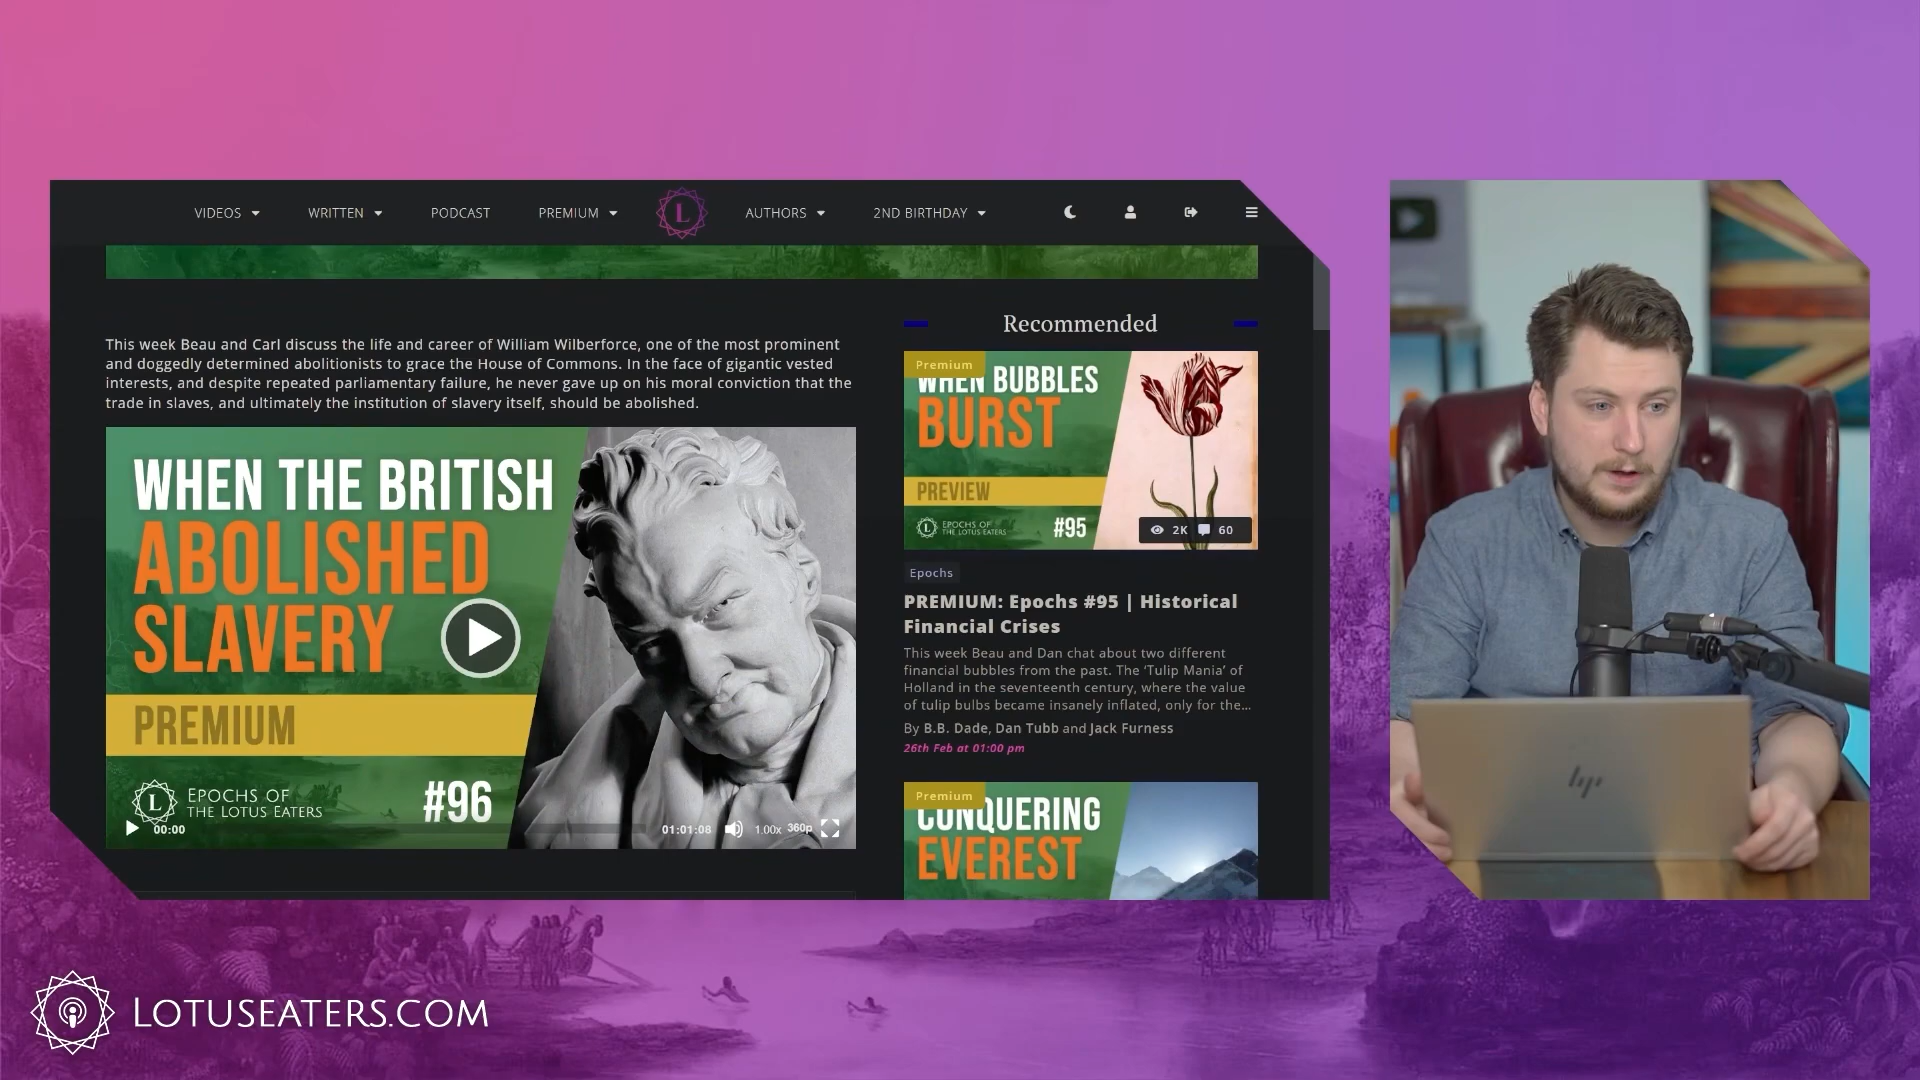 VIDEOS
WRITTEN
PODCAST
PREMIUM
L
AUTHORS
2ND BIRTHDAY
This week Beau and Carl discuss the life and career of William Wilberforce, one of the most prominent
and doggedly determined abolitionists to grace the House of Commons. In the face of gigantic vested
interests, and despite repeated parliamentary failure, he never gave up on his moral conviction that the
trade in slaves, and ultimately the institution of slavery itself, should be abolished.
WHEN THE BRITISH
ABOLISHED
SLAVERY
PREMIUM
L
EPOCHS OF
THE LOTUS EATERS
#96
00:00
01:01:08
1.00x
360p
Recommended
Premium
WHEN BUBBLES
BURST
PREVIEW
L
EPOCHS OF
THE LOTUS EATERS
#95
2K
60
Epochs
PREMIUM: Epochs #95 | Historical
Financial Crises
This week Beau and Dan chat about two different
financial bubbles from the past. The ‘Tulip Mania’ of
Holland in the seventeenth century, where the value
of tulip bulbs became insanely inflated, only for the...
By B.B. Dade, Dan Tubb and Jack Furness
26th Feb at 01:00 pm
Premium
CONQUERING
EVEREST
hp
LOTUSEATERS.COM